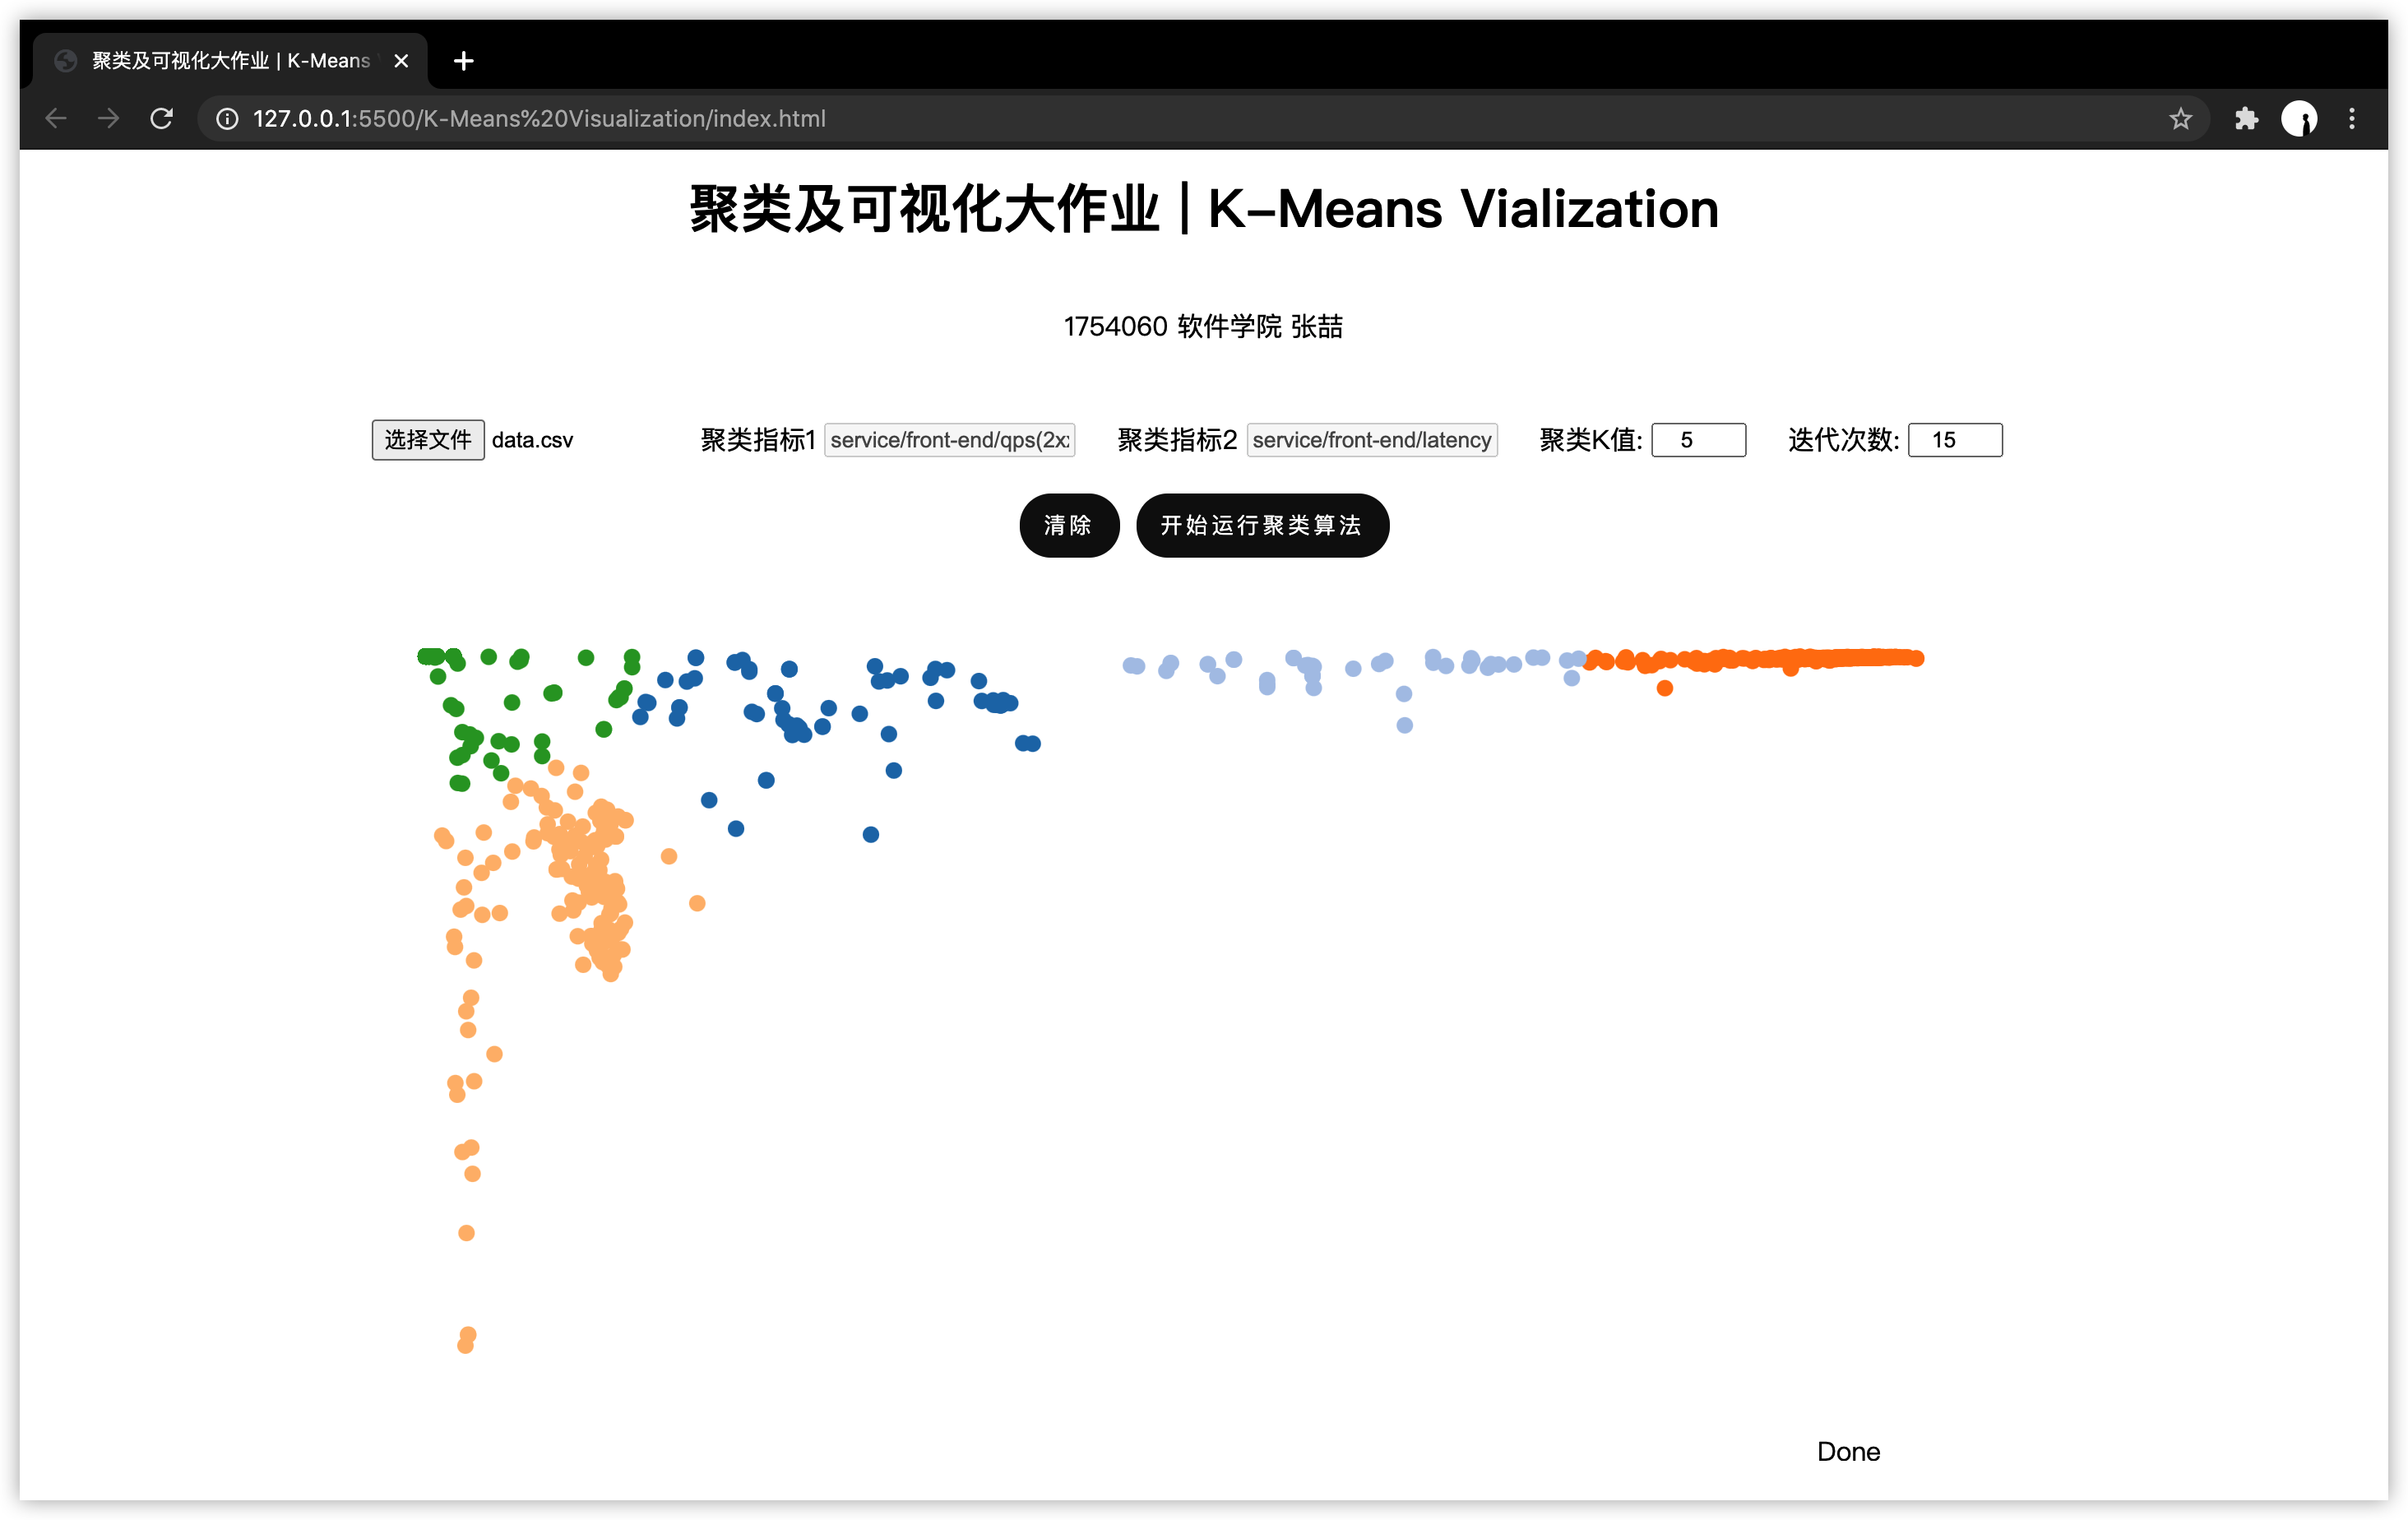 聚类及可视化大作业 | K-Means
127.0.0.1:5500/K-Means%20Visualization/index.html
聚类及可视化大作业 | K-Means Vialization
1754060 软件学院 张喆
选择文件 data.csv 聚类指标1 service/front-end/qps(2xx 聚类指标2 service/front-end/latency 聚类K值: 5 迭代次数: 15
清除 开始运行聚类算法
Done